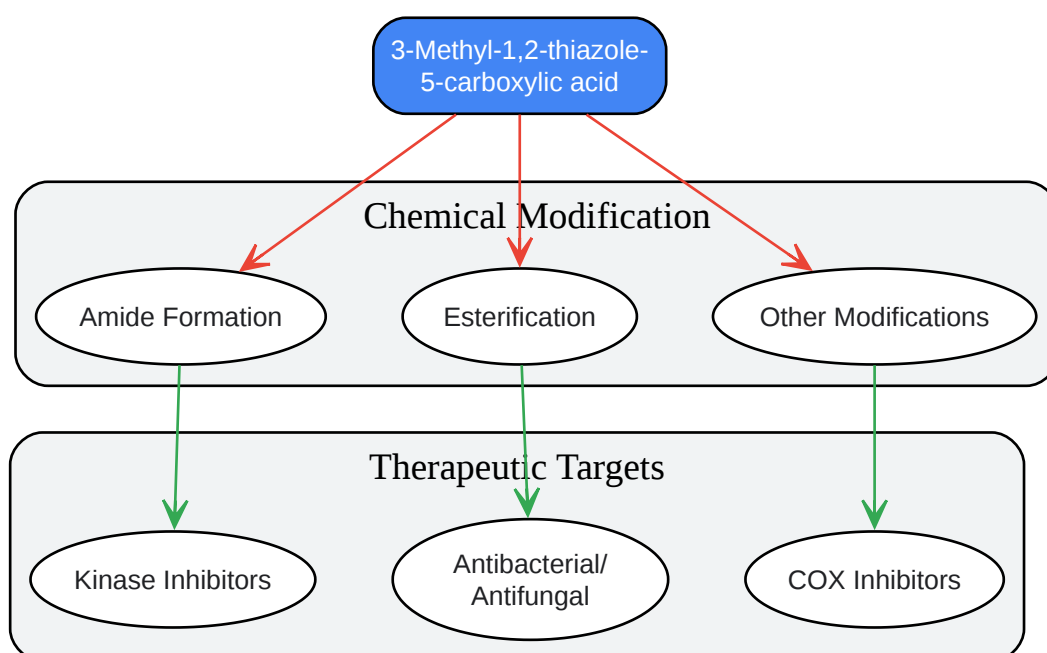 3-Methyl-1,2-thiazole-
5-carboxylic acid
Chemical Modification
Amide Formation
Esterification
Other Modifications
Therapeutic Targets
Kinase Inhibitors
Antibacterial/
Antifungal
COX Inhibitors